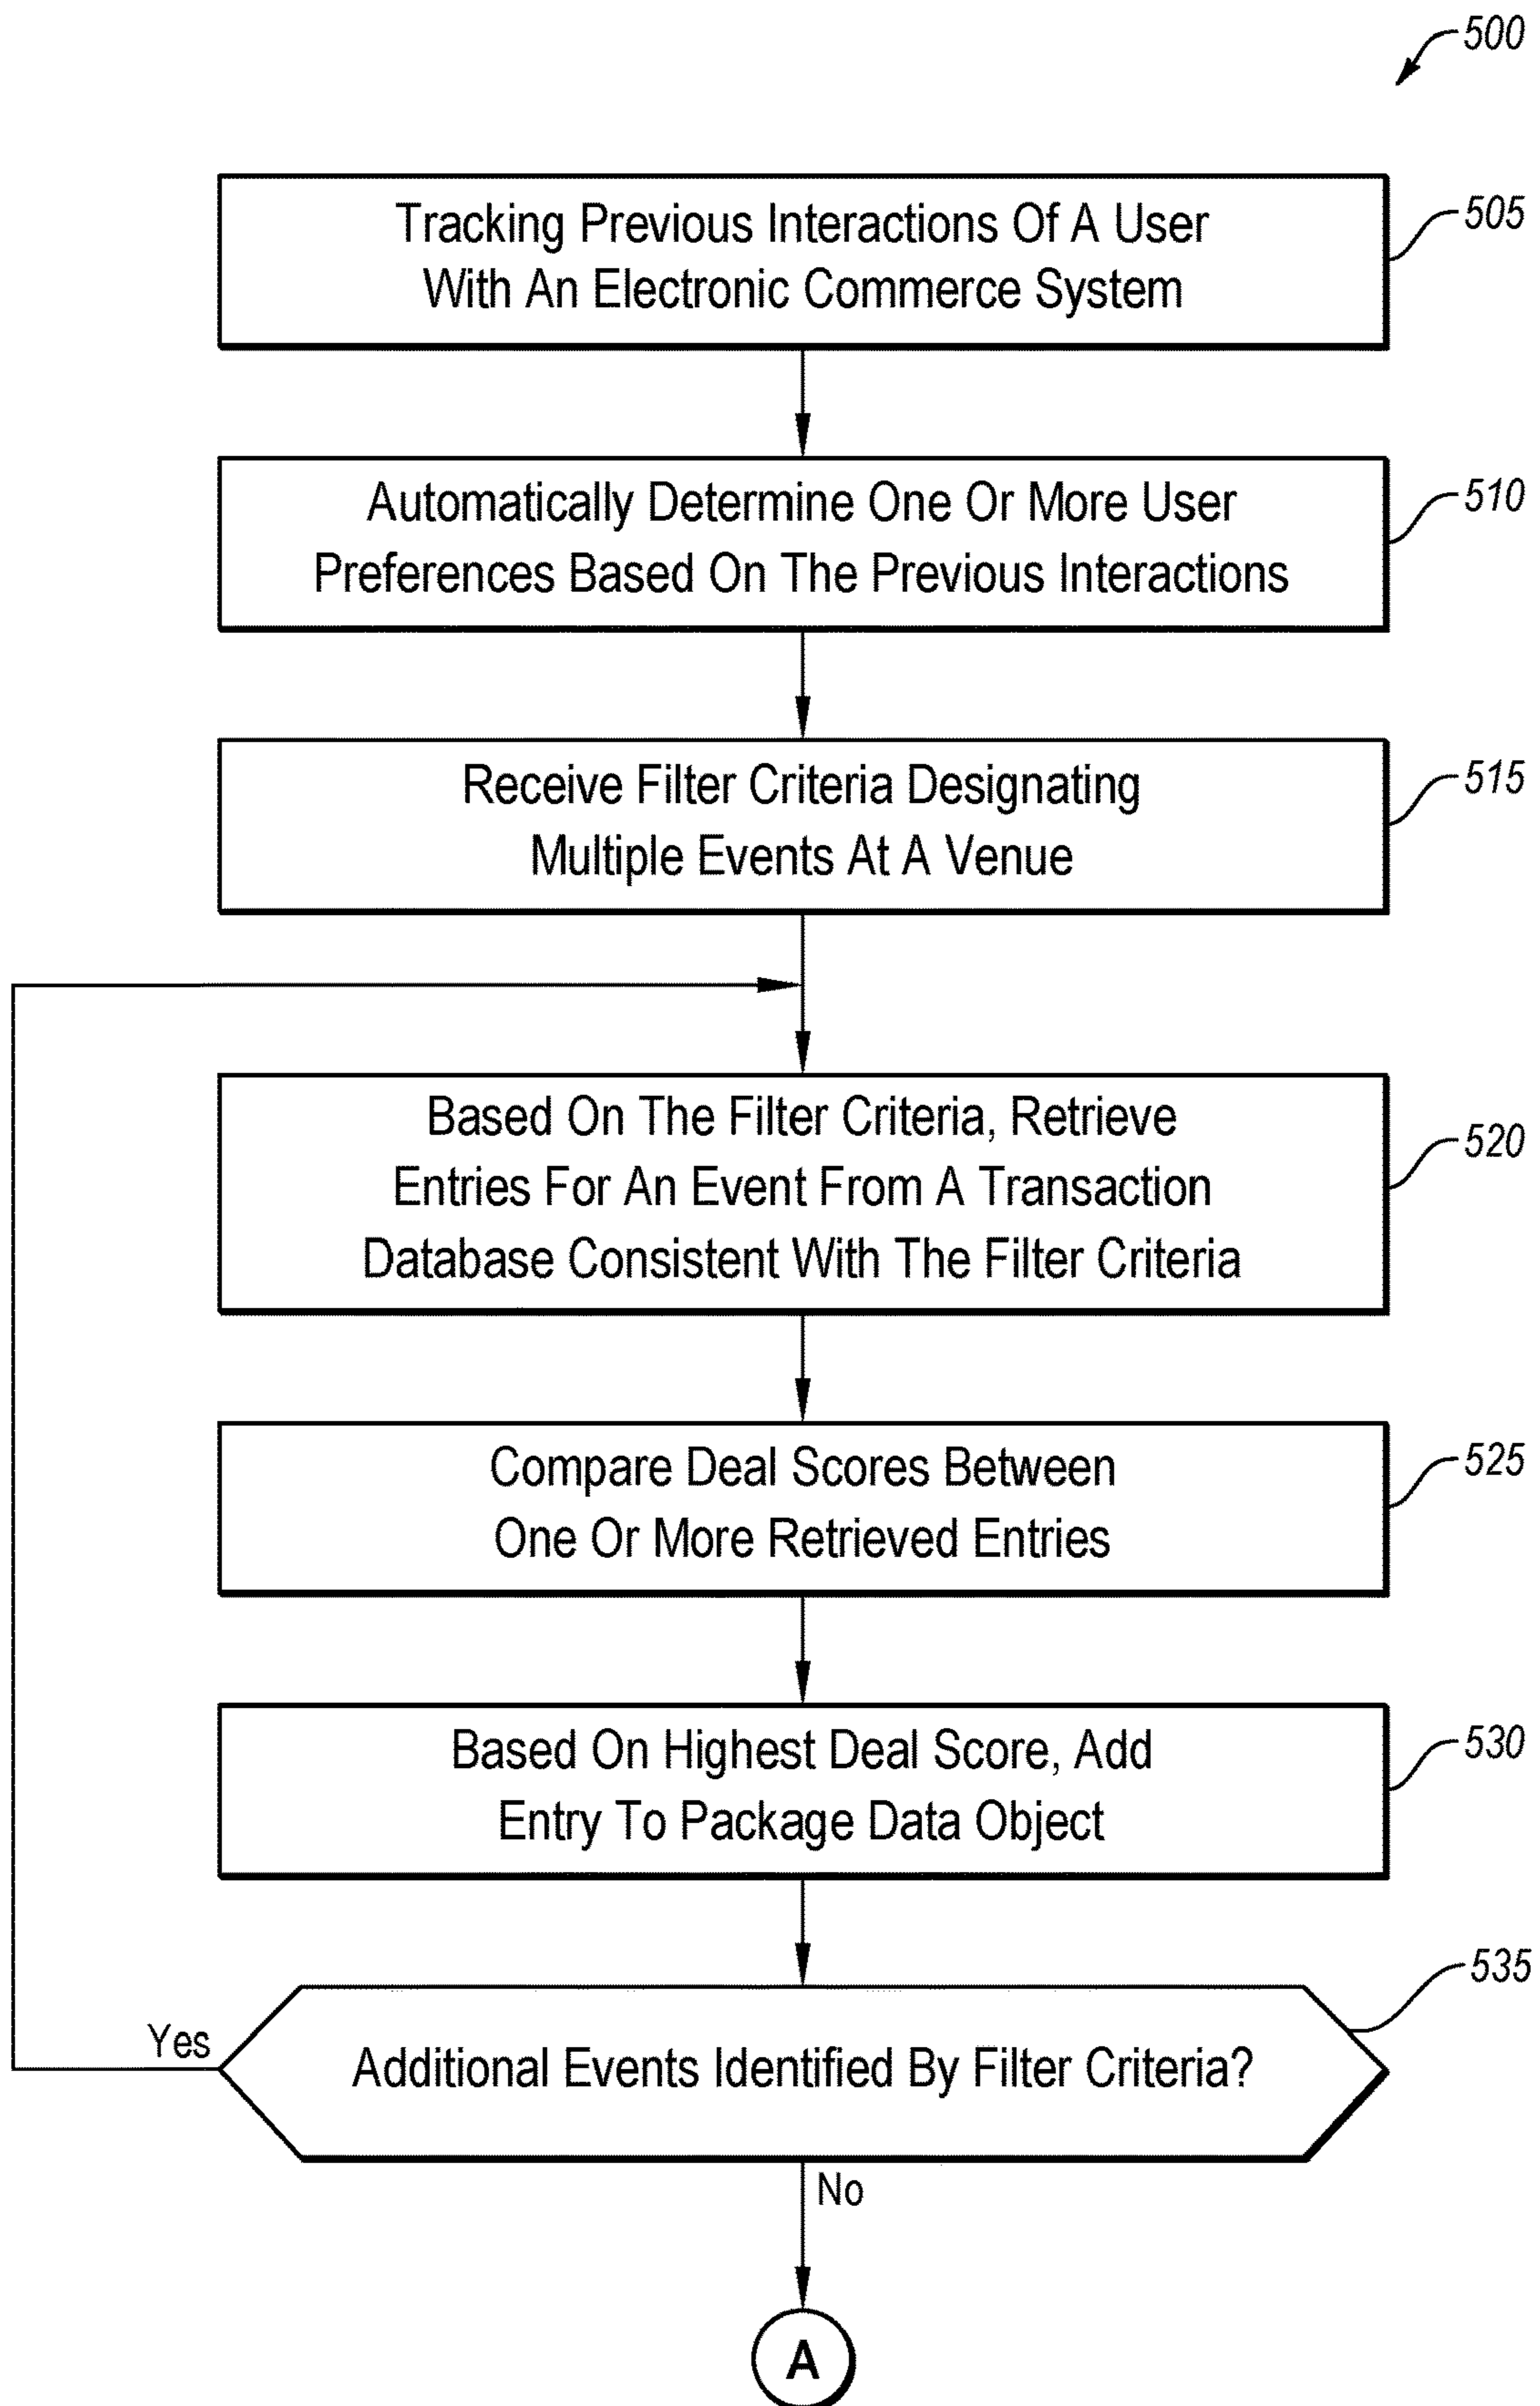 500
Tracking Previous Interactions Of A User
With An Electronic Commerce System
505
Automatically Determine One Or More User
Preferences Based On The Previous Interactions
510
Receive Filter Criteria Designating
Multiple Events At A Venue
515
Based On The Filter Criteria, Retrieve
Entries For An Event From A Transaction
Database Consistent With The Filter Criteria
520
Compare Deal Scores Between
One Or More Retrieved Entries
525
Based On Highest Deal Score, Add
Entry To Package Data Object
530
535
Yes
Additional Events Identified By Filter Criteria?
No
A